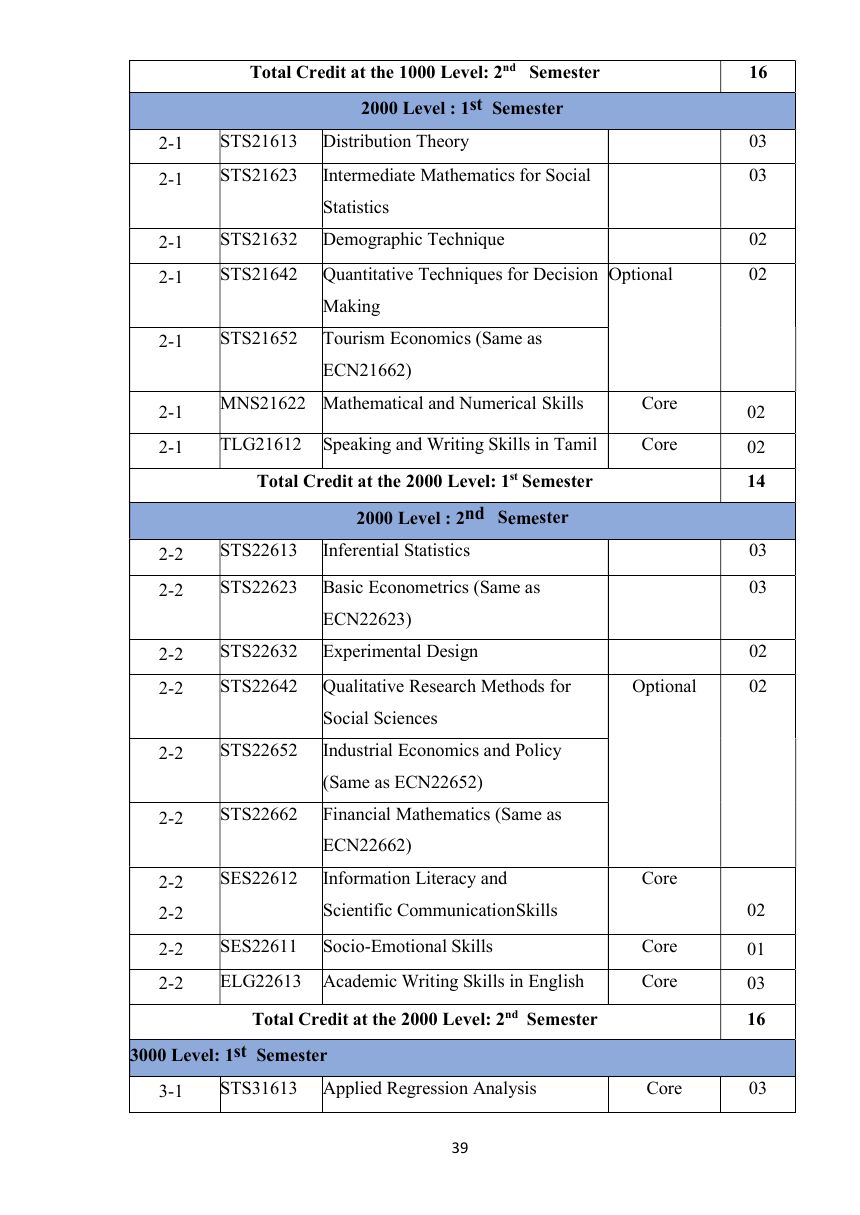 Total Credit at the 1000 Level: 2nd Semester 16
2000 Level : 1st Semester
2-1 STS21613 Distribution Theory 03
2-1 STS21623 Intermediate Mathematics for Social 03
Statistics
2-1 STS21632 Demographic Technique 02
2-1 STS21642 Quantitative Techniques for Decision Optional 02
Making
2-1 STS21652 Tourism Economics (Same as
ECN21662)
2-1 MNS21622 Mathematical and Numerical Skills Core 02
2-1 TLG21612 Speaking and Writing Skills in Tamil Core 02
Total Credit at the 2000 Level: 1st Semester 14
2000 Level : 2nd Semester
2-2 STS22613 Inferential Statistics 03
2-2 STS22623 Basic Econometrics (Same as 03
ECN22623)
2-2 STS22632 Experimental Design 02
2-2 STS22642 Qualitative Research Methods for Optional 02
Social Sciences
2-2 STS22652 Industrial Economics and Policy
(Same as ECN22652)
2-2 STS22662 Financial Mathematics (Same as
ECN22662)
2-2 SES22612 Information Literacy and Core
2-2 Scientific CommunicationSkills 02
2-2 SES22611 Socio-Emotional Skills Core 01
2-2 ELG22613 Academic Writing Skills in English Core 03
Total Credit at the 2000 Level: 2nd Semester 16
3000 Level: 1st Semester
3-1 STS31613 Applied Regression Analysis Core 03
39